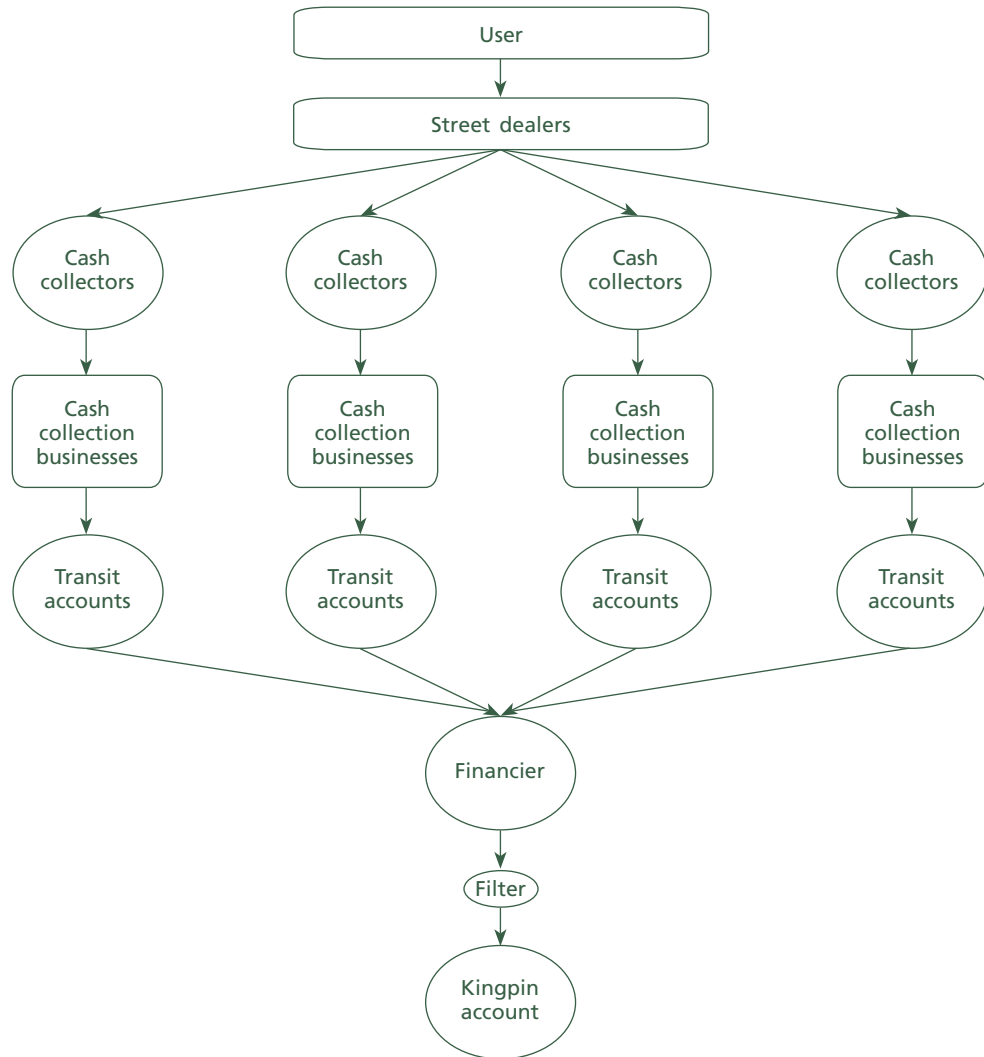 User
Street dealers
Cash
collectors
Cash
collectors
Cash
collectors
Cash
collectors
Cash
collection
businesses
Cash
collection
businesses
Cash
collection
businesses
Cash
collection
businesses
Transit
accounts
Transit
accounts
Transit
accounts
Transit
accounts
Financier
Filter
Kingpin
account